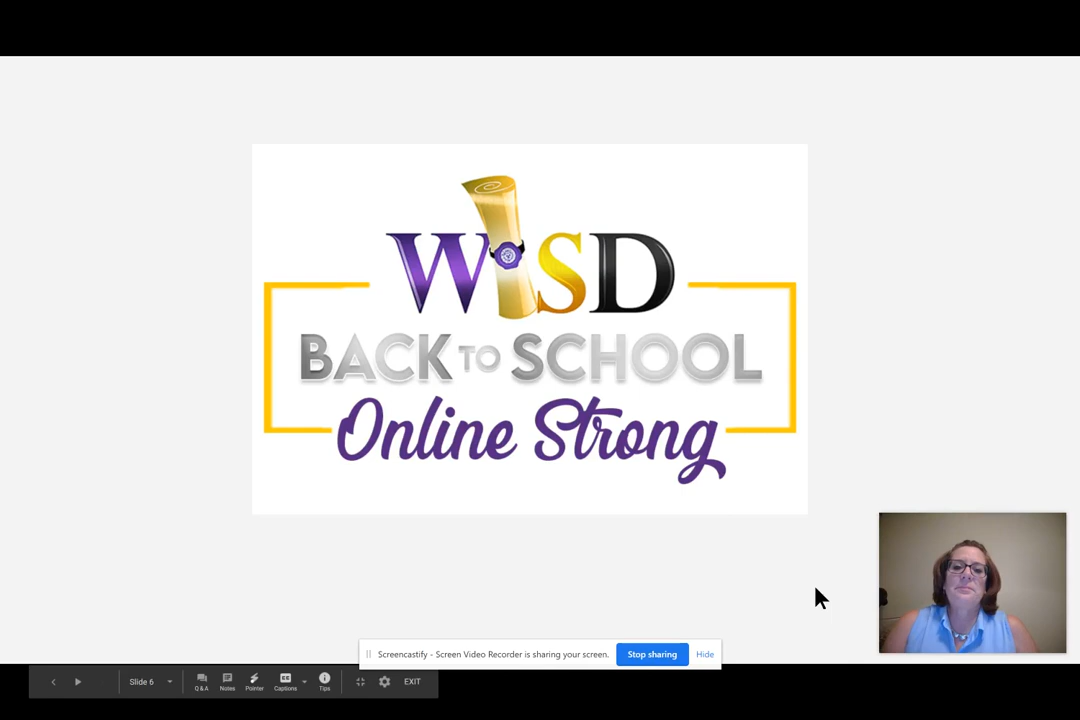 WISD
BACK TO SCHOOL
Online Strong
Screencastify - Screen Video Recorder is sharing your screen. Stop sharing Hide
Slide 6 Q&A Notes Pointer Captions Tips EXIT